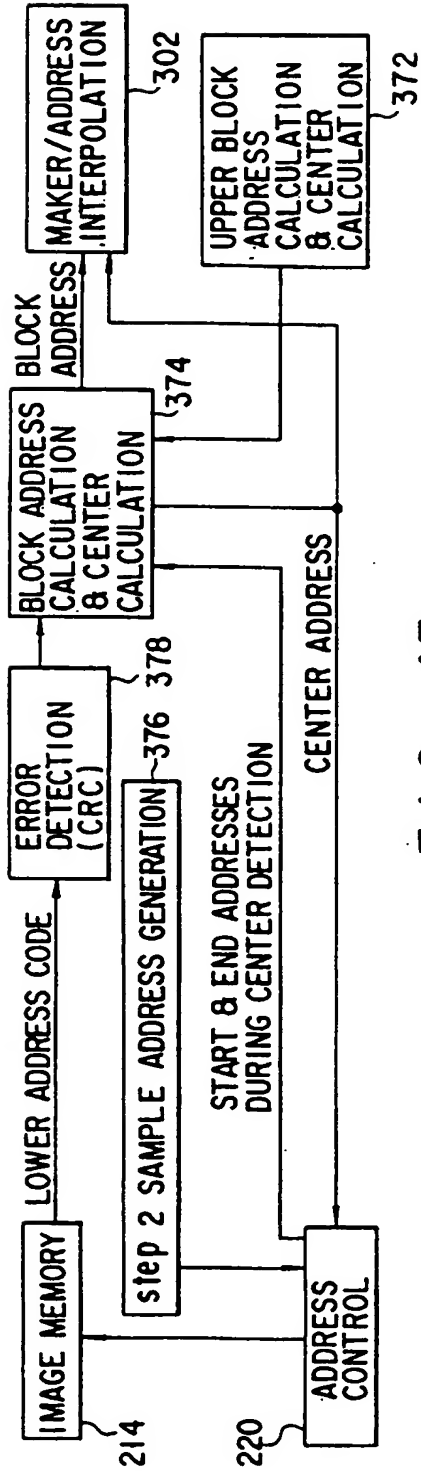 IMAGE MEMORY
214
LOWER ADDRESS CODE
ERROR
DETECTION
(CRC)
378
BLOCK ADDRESS
CALCULATION
& CENTER
CALCULATION
374
BLOCK
ADDRESS
MAKER/ADDRESS
INTERPOLATION
302
step 2 SAMPLE ADDRESS GENERATION
376
START & END ADDRESSES
DURING CENTER DETECTION
UPPER BLOCK
ADDRESS
CALCULATION
& CENTER
CALCULATION
372
ADDRESS
CONTROL
220
CENTER ADDRESS